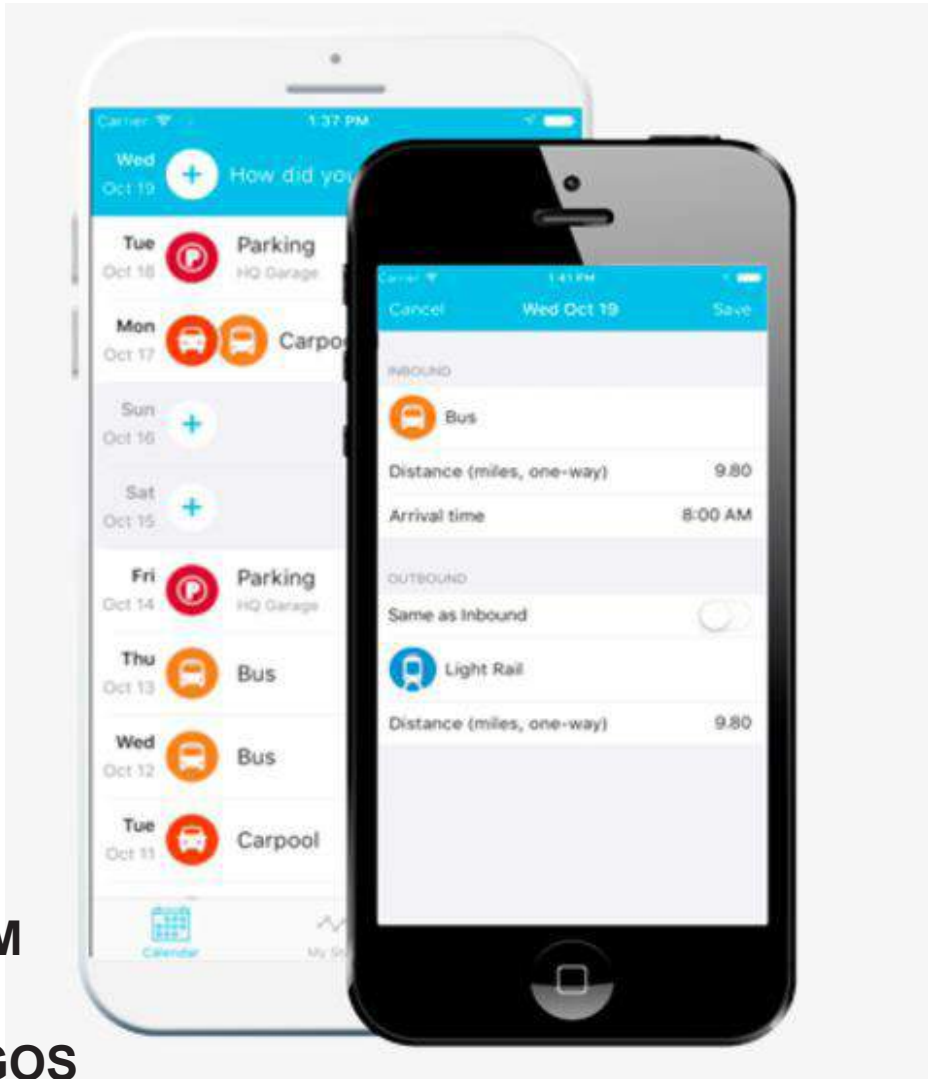 Carrier 1:37 PM
Wed
Oct 19
How did you
Tue
Oct 18
Parking
HQ Garage
Mon
Oct 17
Carpo
Sun
Oct 16
Sat
Oct 15
Fri
Oct 14
Parking
HQ Garage
Thu
Oct 13
Bus
Wed
Oct 12
Bus
Tue
Oct 11
Carpool
Calendar
My St
Carrier 1:41 PM
Cancel Wed Oct 19 Save
INBOUND
Bus
Distance (miles, one-way) 9.80
Arrival time 8:00 AM
OUTBOUND
Same as Inbound
Light Rail
Distance (miles, one-way) 9.80
M
GOS